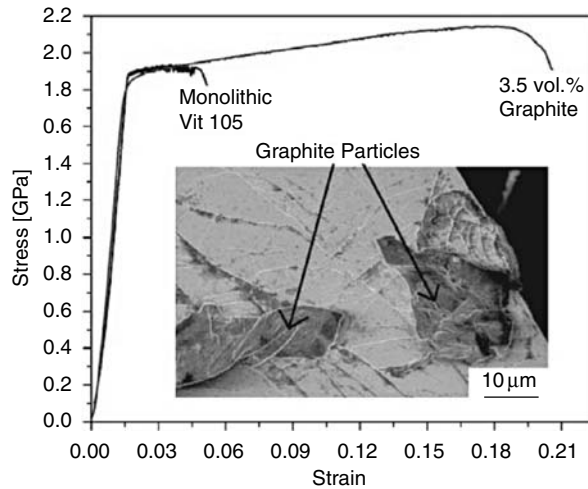 2.2
2.0
1.8
1.6
1.4
1.2
1.0
0.8
0.6
0.4
0.2
0.0
Stress [GPa]
Monolithic
Vit 105
3.5 vol.%
Graphite
Graphite Particles
10 μm
0.00 0.03 0.06 0.09 0.12 0.15 0.18 0.21
Strain